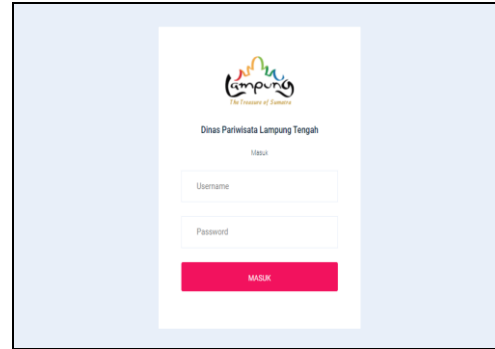 Lampung
The Treasure of Sumatra
Dinas Pariwisata Lampung Tengah
Masuk
Username
Password
MASUK